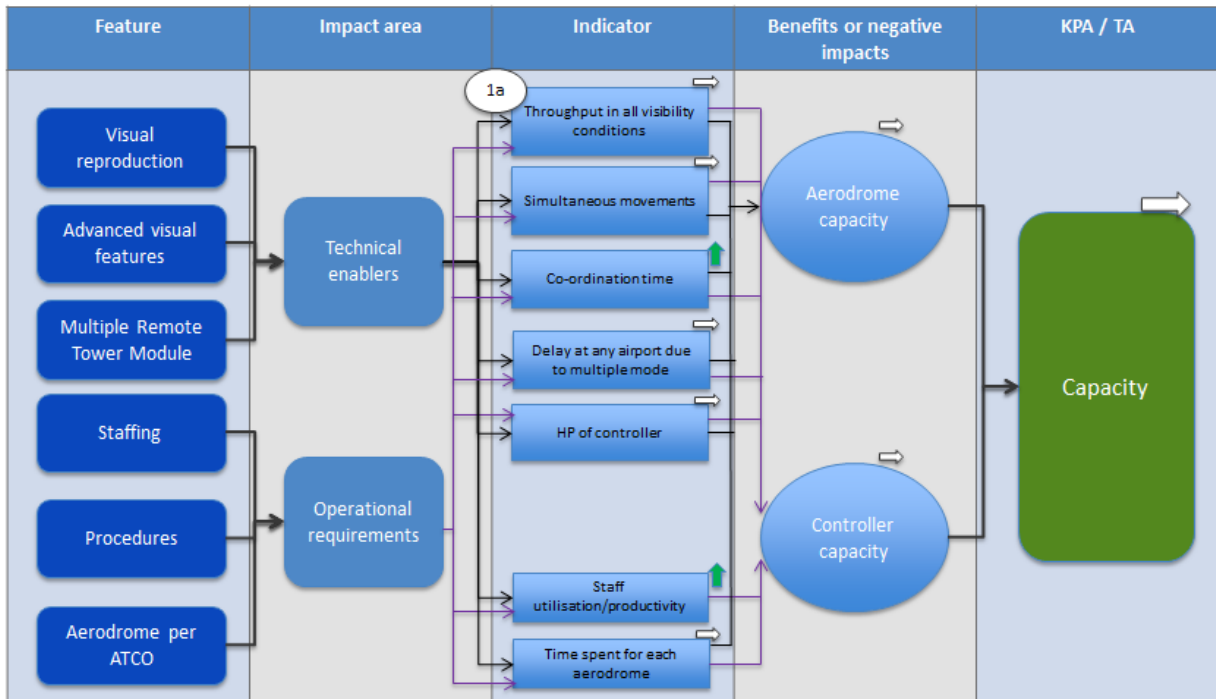 Feature
Impact area
Indicator
Benefits or negative
impacts
KPA / TA
Visual
reproduction
Advanced visual
features
Multiple Remote
Tower Module
Staffing
Procedures
Aerodrome per
ATCO
Technical
enablers
Operational
requirements
1a
Throughput in all visibility
conditions
Simultaneous movements
Co-ordination time
Delay at any airport due
to multiple mode
HP of controller
Staff
utilisation/productivity
Time spent for each
aerodrome
Aerodrome
capacity
Controller
capacity
Capacity